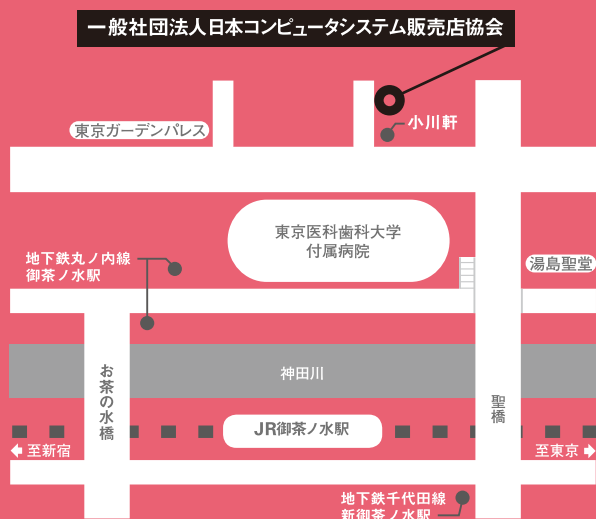 一般社団法人日本コンピュータシステム販売店協会
小川軒
東京ガーデンパレス
東京医科歯科大学
付属病院
地下鉄丸ノ内線
御茶ノ水駅
湯島聖堂
お茶の水橋
神田川
聖橋
JR御茶ノ水駅
至新宿
至東京
地下鉄千代田線
新御茶ノ水駅